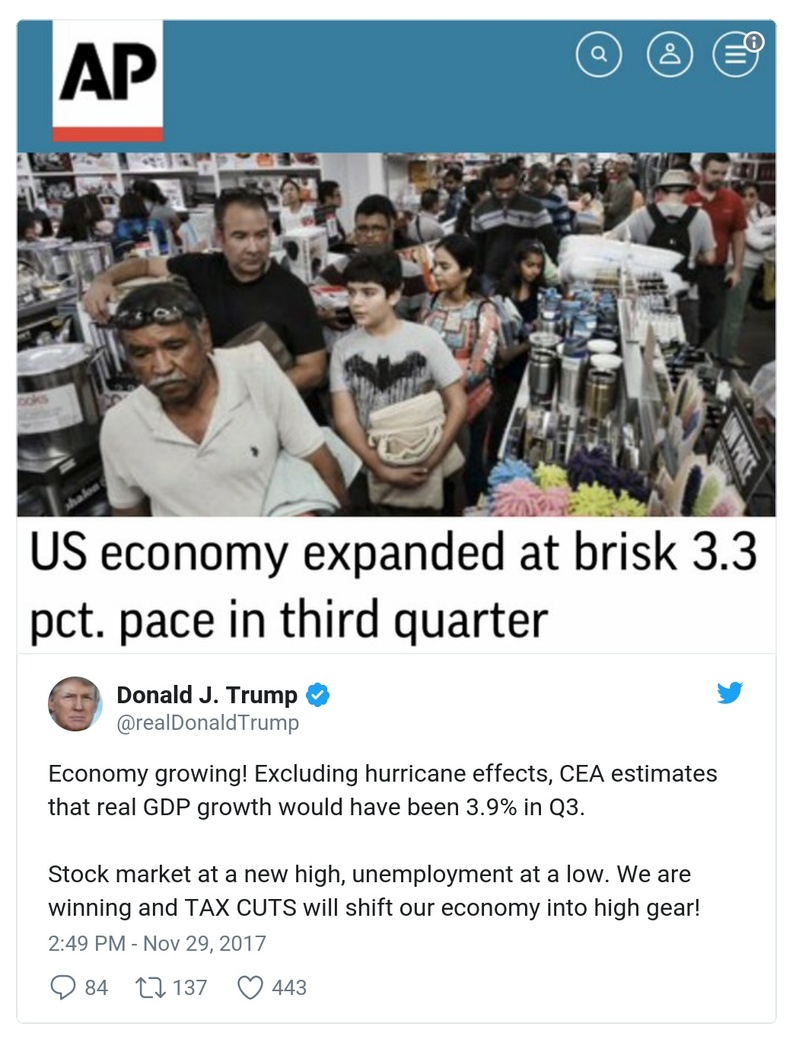 AP
US economy expanded at brisk 3.3
pct. pace in third quarter
Donald J. Trump
@realDonaldTrump
Economy growing! Excluding hurricane effects, CEA estimates
that real GDP growth would have been 3.9% in Q3.
Stock market at a new high, unemployment at a low. We are
winning and TAX CUTS will shift our economy into high gear!
2:49 PM - Nov 29, 2017
84 137 443